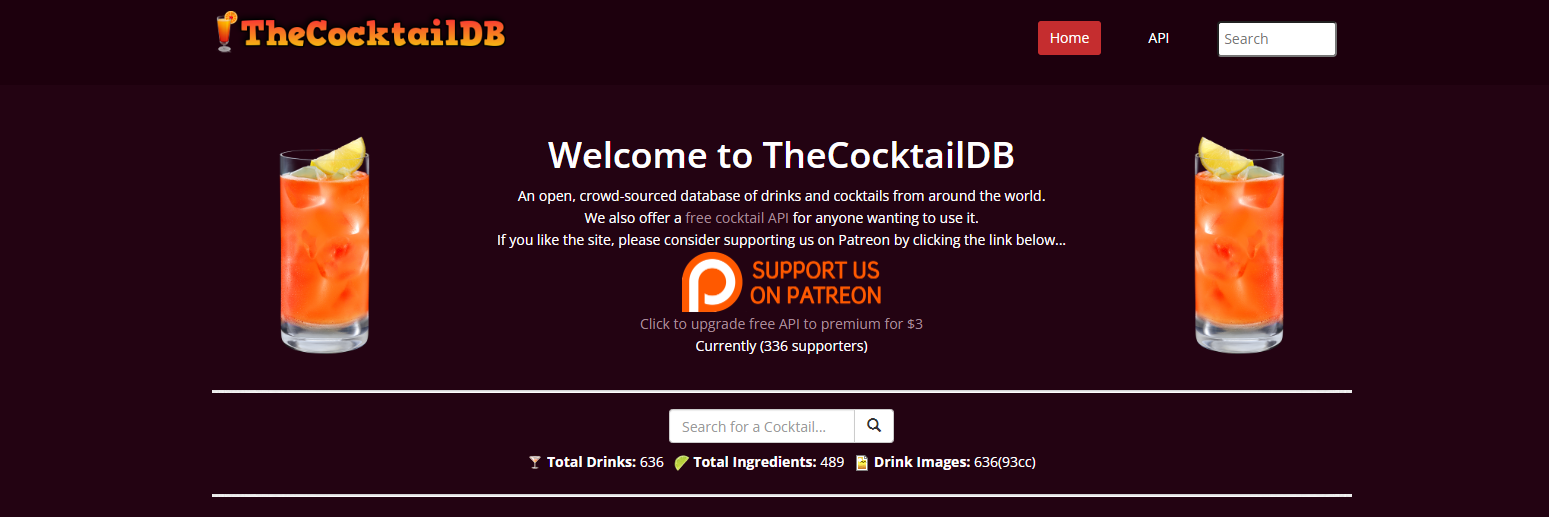 TheCocktailDB
Home API Search
Welcome to TheCocktailDB
An open, crowd-sourced database of drinks and cocktails from around the world.
We also offer a free cocktail API for anyone wanting to use it.
If you like the site, please consider supporting us on Patreon by clicking the link below...
SUPPORT US
ON PATREON
Click to upgrade free API to premium for $3
Currently (336 supporters)
Search for a Cocktail...
Total Drinks: 636 Total Ingredients: 489 Drink Images: 636(93cc)